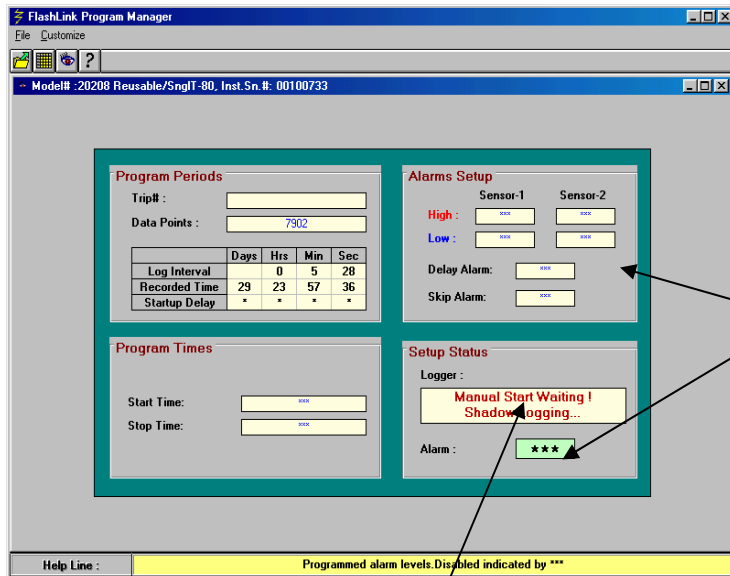 FlashLink Program Manager
File Customize
?
Model# :20208 Reusable/SnglT-80, Inst.Sn.#: 00100733
Program Periods
Trip# :
Data Points : 7902
Days Hrs Min Sec
Log Interval 0 5 28
Recorded Time 29 23 57 36
Startup Delay * * *
Alarms Setup
Sensor-1 Sensor-2
High : *** ***
Low : *** ***
Delay Alarm: ***
Skip Alarm: ***
Program Times
Start Time: ***
Stop Time: ***
Setup Status
Logger :
Manual Start Waiting !
Shadow Logging...
Alarm : ***
Help Line : Programmed alarm levels.Disabled indicated by ***